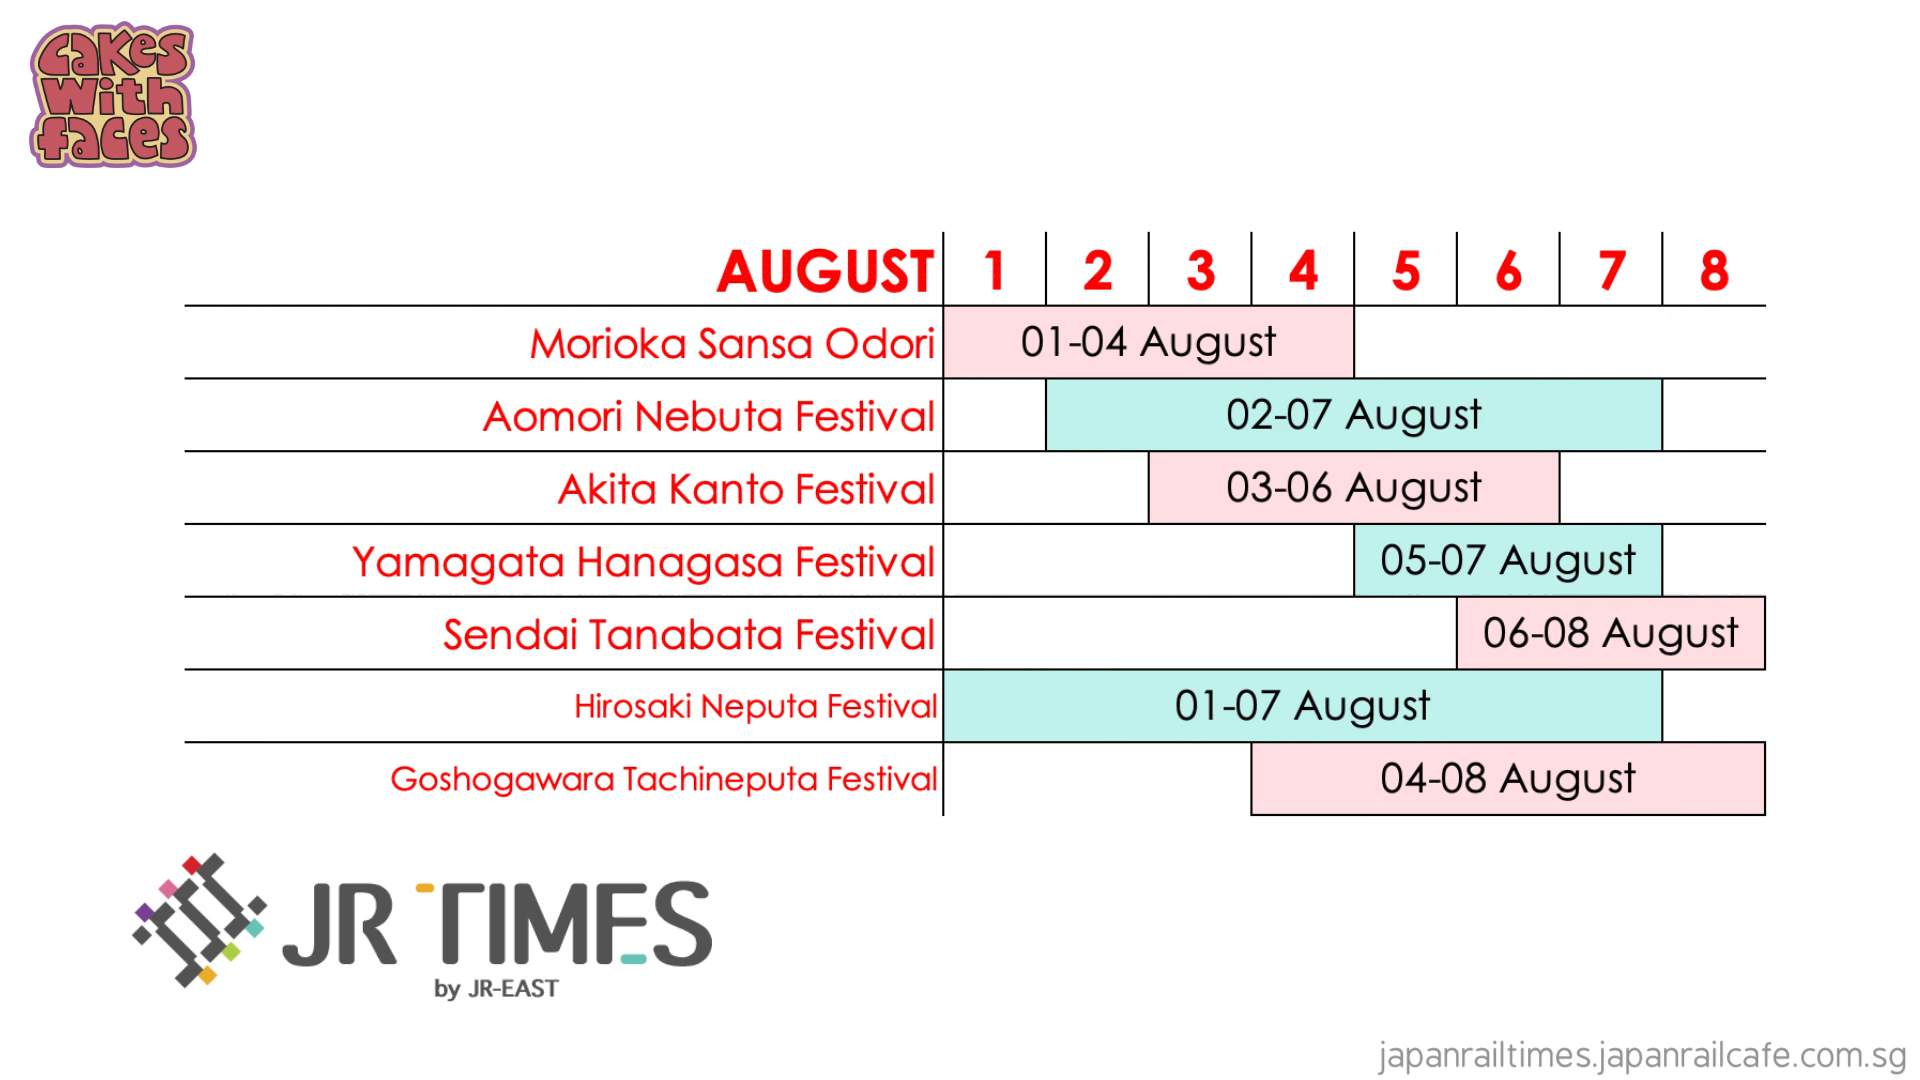 Cakes
With
faces
AUGUST 1 2 3 4 5 6 7 8
Morioka Sansa Odori 01-04 August
Aomori Nebuta Festival 02-07 August
Akita Kanto Festival 03-06 August
Yamagata Hanagasa Festival 05-07 August
Sendai Tanabata Festival 06-08 August
Hirosaki Neputa Festival 01-07 August
Goshogawara Tachineputa Festival 04-08 August
JR TIMES
by JR-EAST
japanrailtimes.japanrailcafe.com.sg